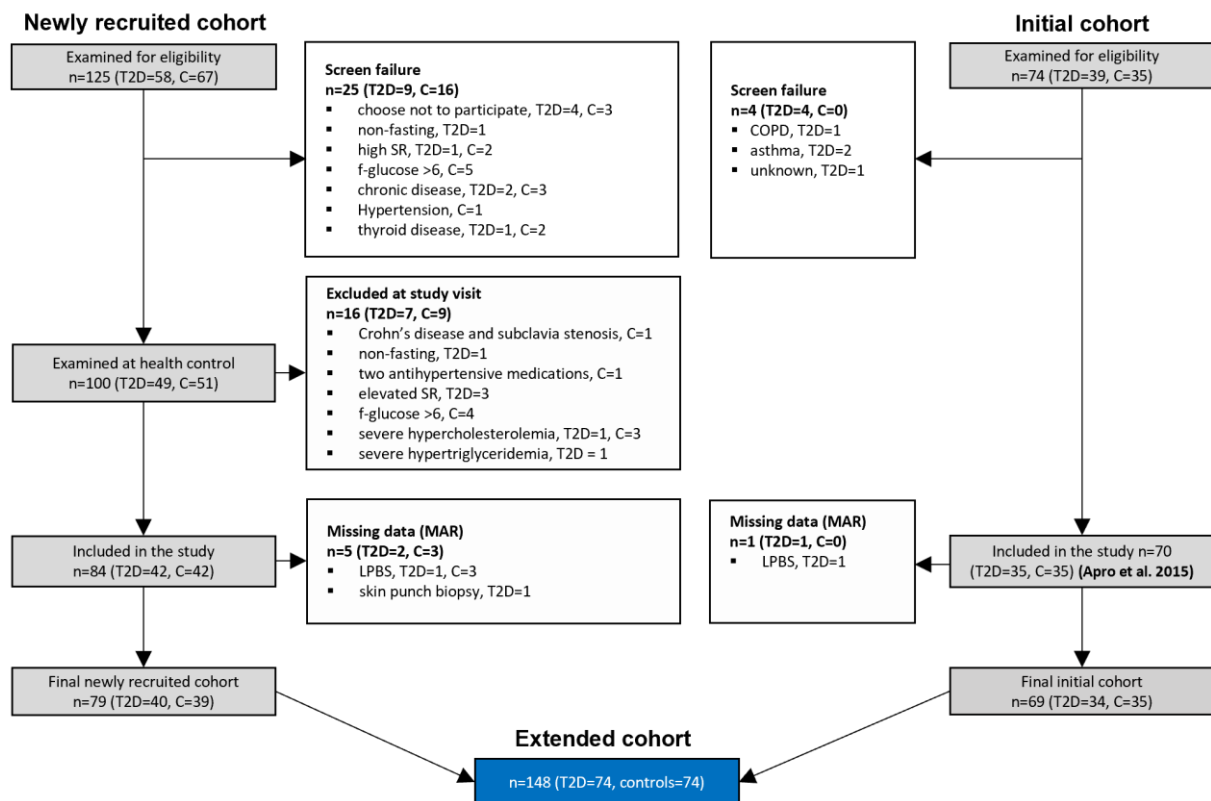 Newly recruited cohort
Examined for eligibility
n=125 (T2D=58, C=67)
Screen failure
n=25 (T2D=9, C=16)
▪ choose not to participate, T2D=4, C=3
▪ non-fasting, T2D=1
▪ high SR, T2D=1, C=2
▪ f-glucose >6, C=5
▪ chronic disease, T2D=2, C=3
▪ Hypertension, C=1
▪ thyroid disease, T2D=1, C=2
Excluded at study visit
n=16 (T2D=7, C=9)
▪ Crohn's disease and subclavia stenosis, C=1
▪ non-fasting, T2D=1
▪ two antihypertensive medications, C=1
▪ elevated SR, T2D=3
▪ f-glucose >6, C=4
▪ severe hypercholesterolemia, T2D=1, C=3
▪ severe hypertriglyceridemia, T2D = 1
Examined at health control
n=100 (T2D=49, C=51)
Missing data (MAR)
n=5 (T2D=2, C=3)
▪ LPBS, T2D=1, C=3
▪ skin punch biopsy, T2D=1
Included in the study
n=84 (T2D=42, C=42)
Final newly recruited cohort
n=79 (T2D=40, C=39)
Initial cohort
Examined for eligibility
n=74 (T2D=39, C=35)
Screen failure
n=4 (T2D=4, C=0)
▪ COPD, T2D=1
▪ asthma, T2D=2
▪ unknown, T2D=1
Missing data (MAR)
n=1 (T2D=1, C=0)
▪ LPBS, T2D=1
Included in the study n=70
(T2D=35, C=35) (Apro et al. 2015)
Final initial cohort
n=69 (T2D=34, C=35)
Extended cohort
n=148 (T2D=74, controls=74)